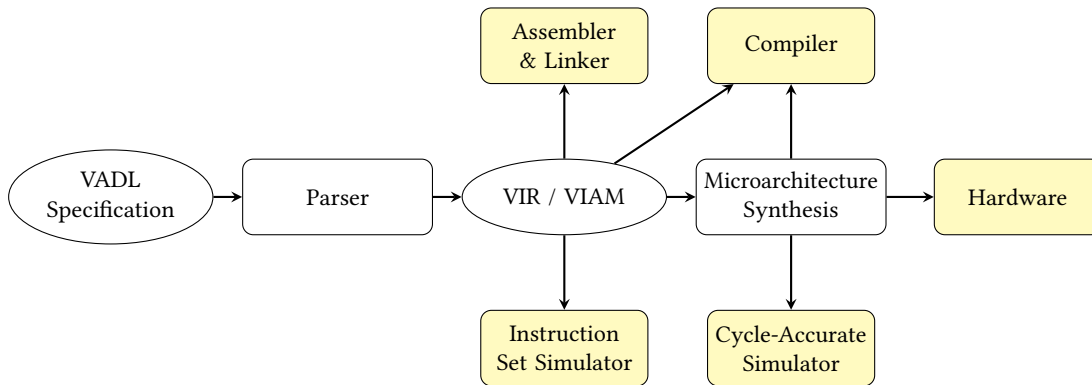 Assembler
& Linker
Compiler
VADL
Specification
Parser
VIR / VIAM
Microarchitecture
Synthesis
Hardware
Instruction
Set Simulator
Cycle-Accurate
Simulator